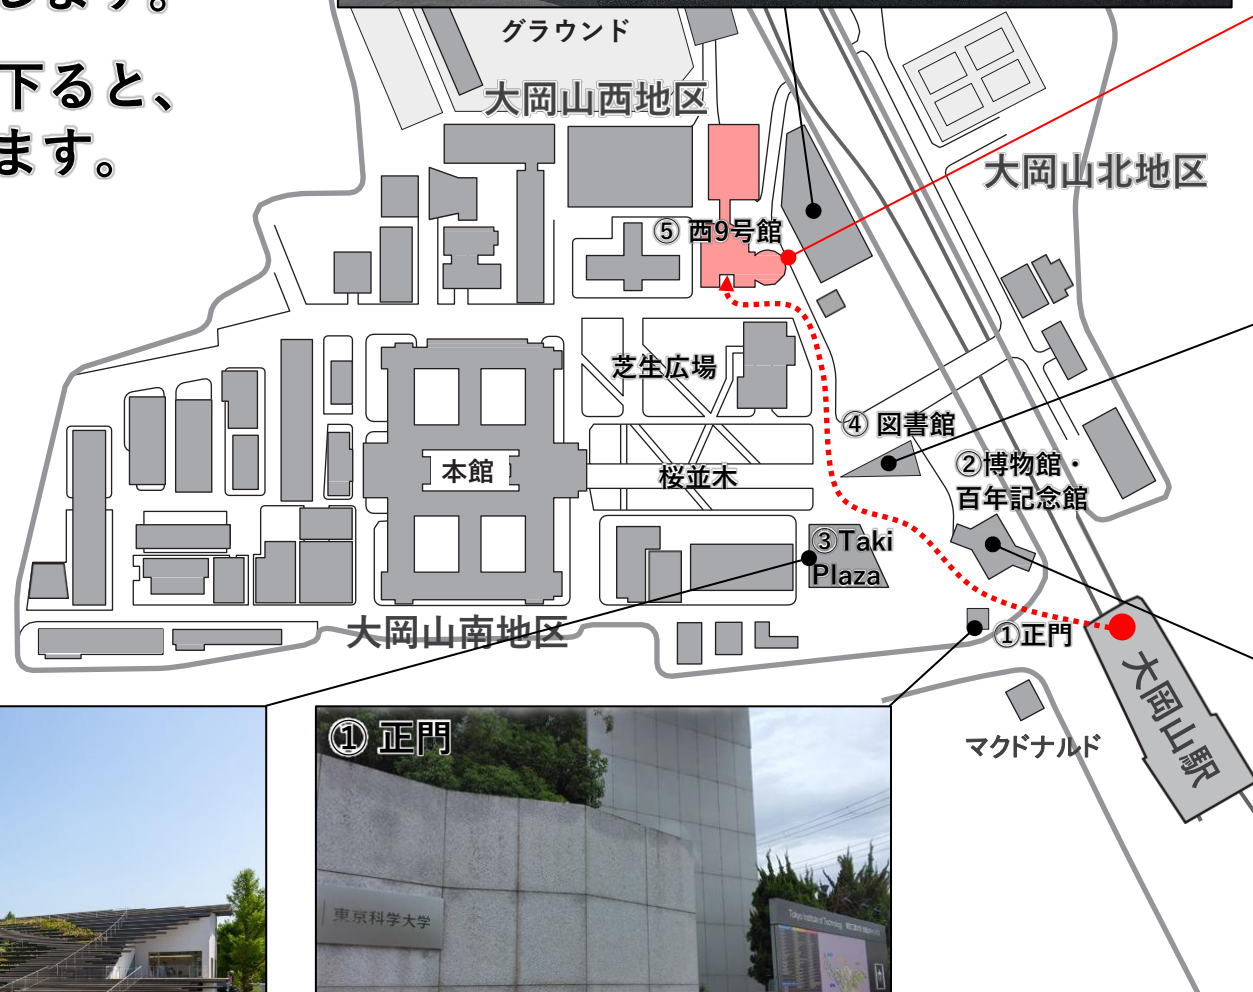 します。
下ると、
ます。
グラウンド
大岡山西地区
大岡山北地区
⑤ 西9号館
芝生広場
④ 図書館
②博物館・
百年記念館
本館
桜並木
③Taki
Plaza
大岡山南地区
①正門
大岡山駅
マクドナルド
① 正門
東京科学大学
Tokyo Institute of Technology